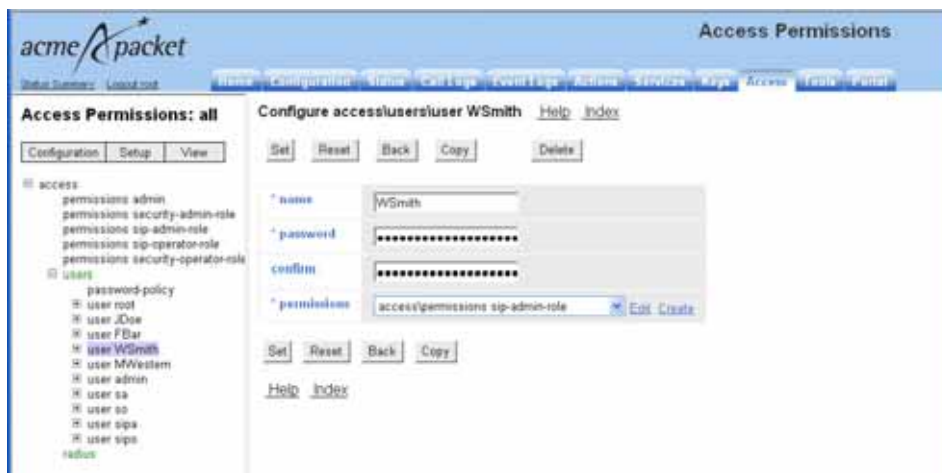 acme packet
Access Permissions
Status Summary Logout root
Home Configuration Status Call Logs Event Logs Actions Services Keys Access Tools Portal
Access Permissions: all
Configuration Setup View
access
permissions admin
permissions security-admin-role
permissions sip-admin-role
permissions sip-operator-role
permissions security-operator-role
users
password-policy
user root
user JDoe
user FBar
user WSmith
user MWestern
user admin
user sa
user so
user sipa
user sips
radius
Configure access\users\user WSmith Help Index
Set Reset Back Copy Delete
* name WSmith
* password ••••••••••••••••••••
confirm ••••••••••••••••••••
* permissions access\permissions sip-admin-role Edit Create
Set Reset Back Copy
Help Index